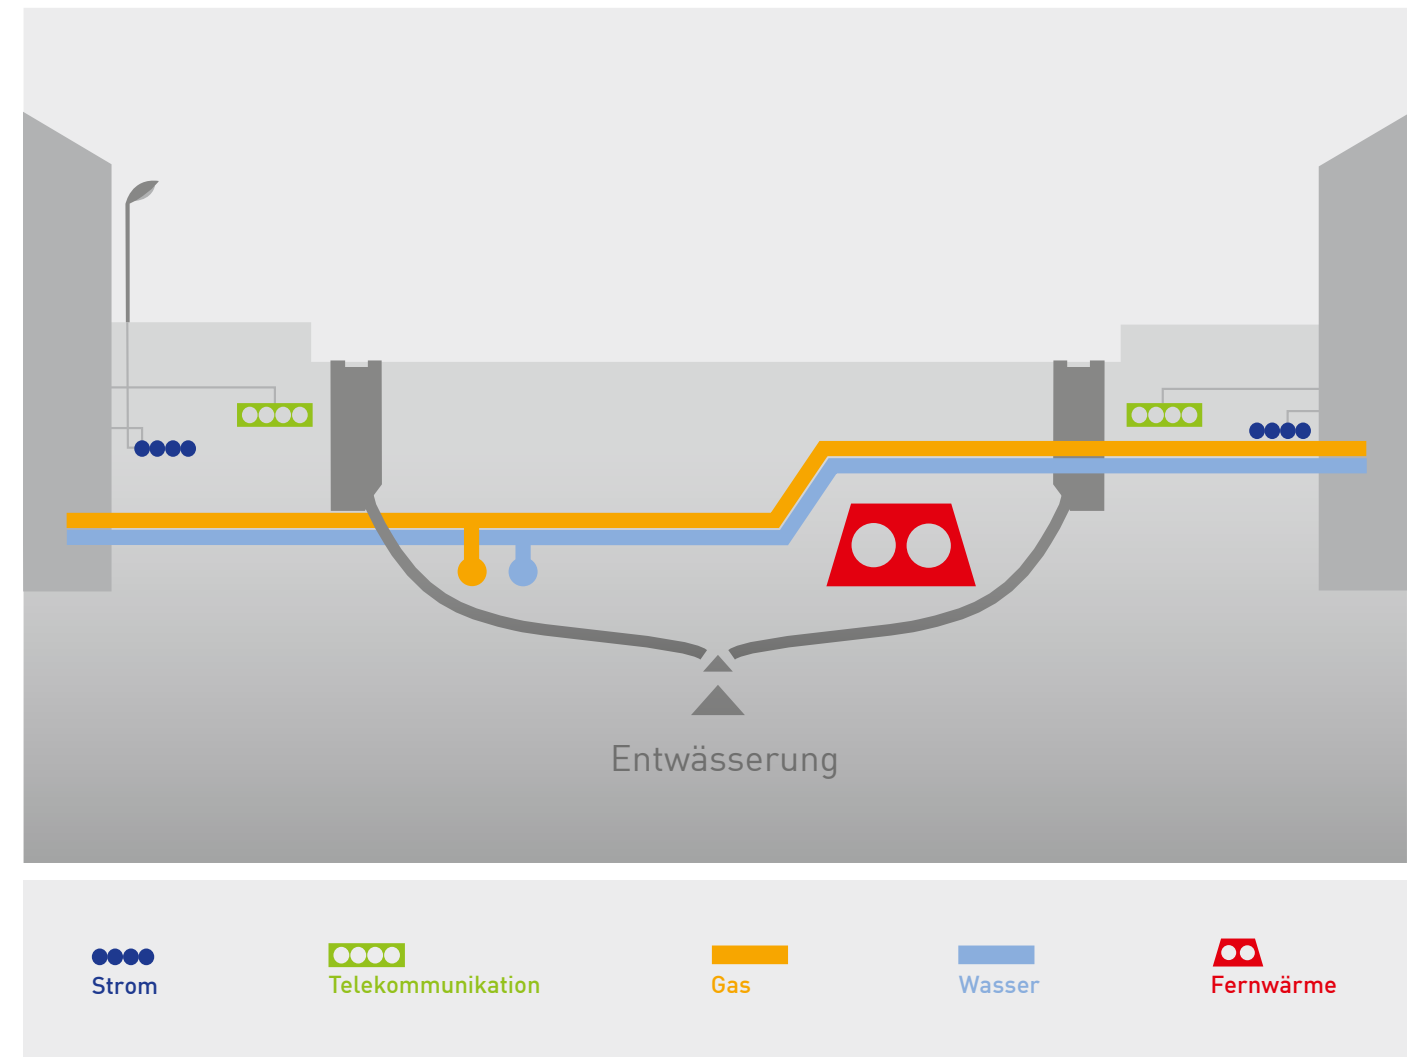 Entwässerung
Strom
Telekommunikation
Gas
Wasser
Fernwärme